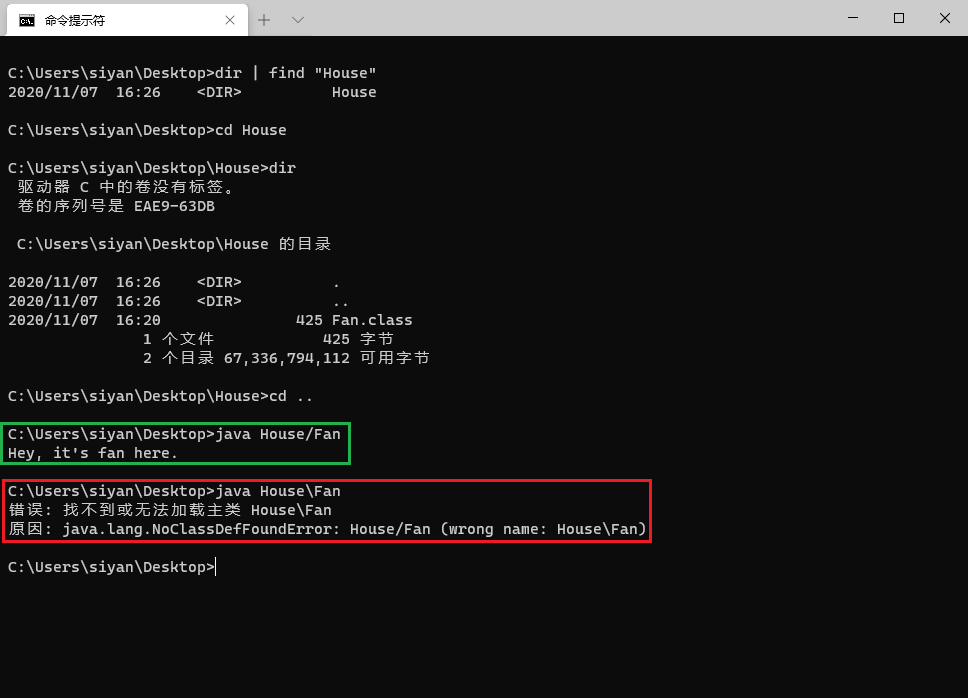 命令提示符
C:\Users\siyan\Desktop>dir | find "House"
2020/11/07  16:26    <DIR>          House
C:\Users\siyan\Desktop>cd House
C:\Users\siyan\Desktop\House>dir
 驱动器 C 中的卷没有标签。
 卷的序列号是 EAE9-63DB
 C:\Users\siyan\Desktop\House 的目录
2020/11/07  16:26    <DIR>          .
2020/11/07  16:26    <DIR>          ..
2020/11/07  16:20               425 Fan.class
               1 个文件            425 字节
               2 个目录 67,336,794,112 可用字节
C:\Users\siyan\Desktop\House>cd ..
C:\Users\siyan\Desktop>java House/Fan
Hey, it's fan here.
C:\Users\siyan\Desktop>java House\Fan
错误: 找不到或无法加载主类 House\Fan
原因: java.lang.NoClassDefFoundError: House/Fan (wrong name: House\Fan)
C:\Users\siyan\Desktop>